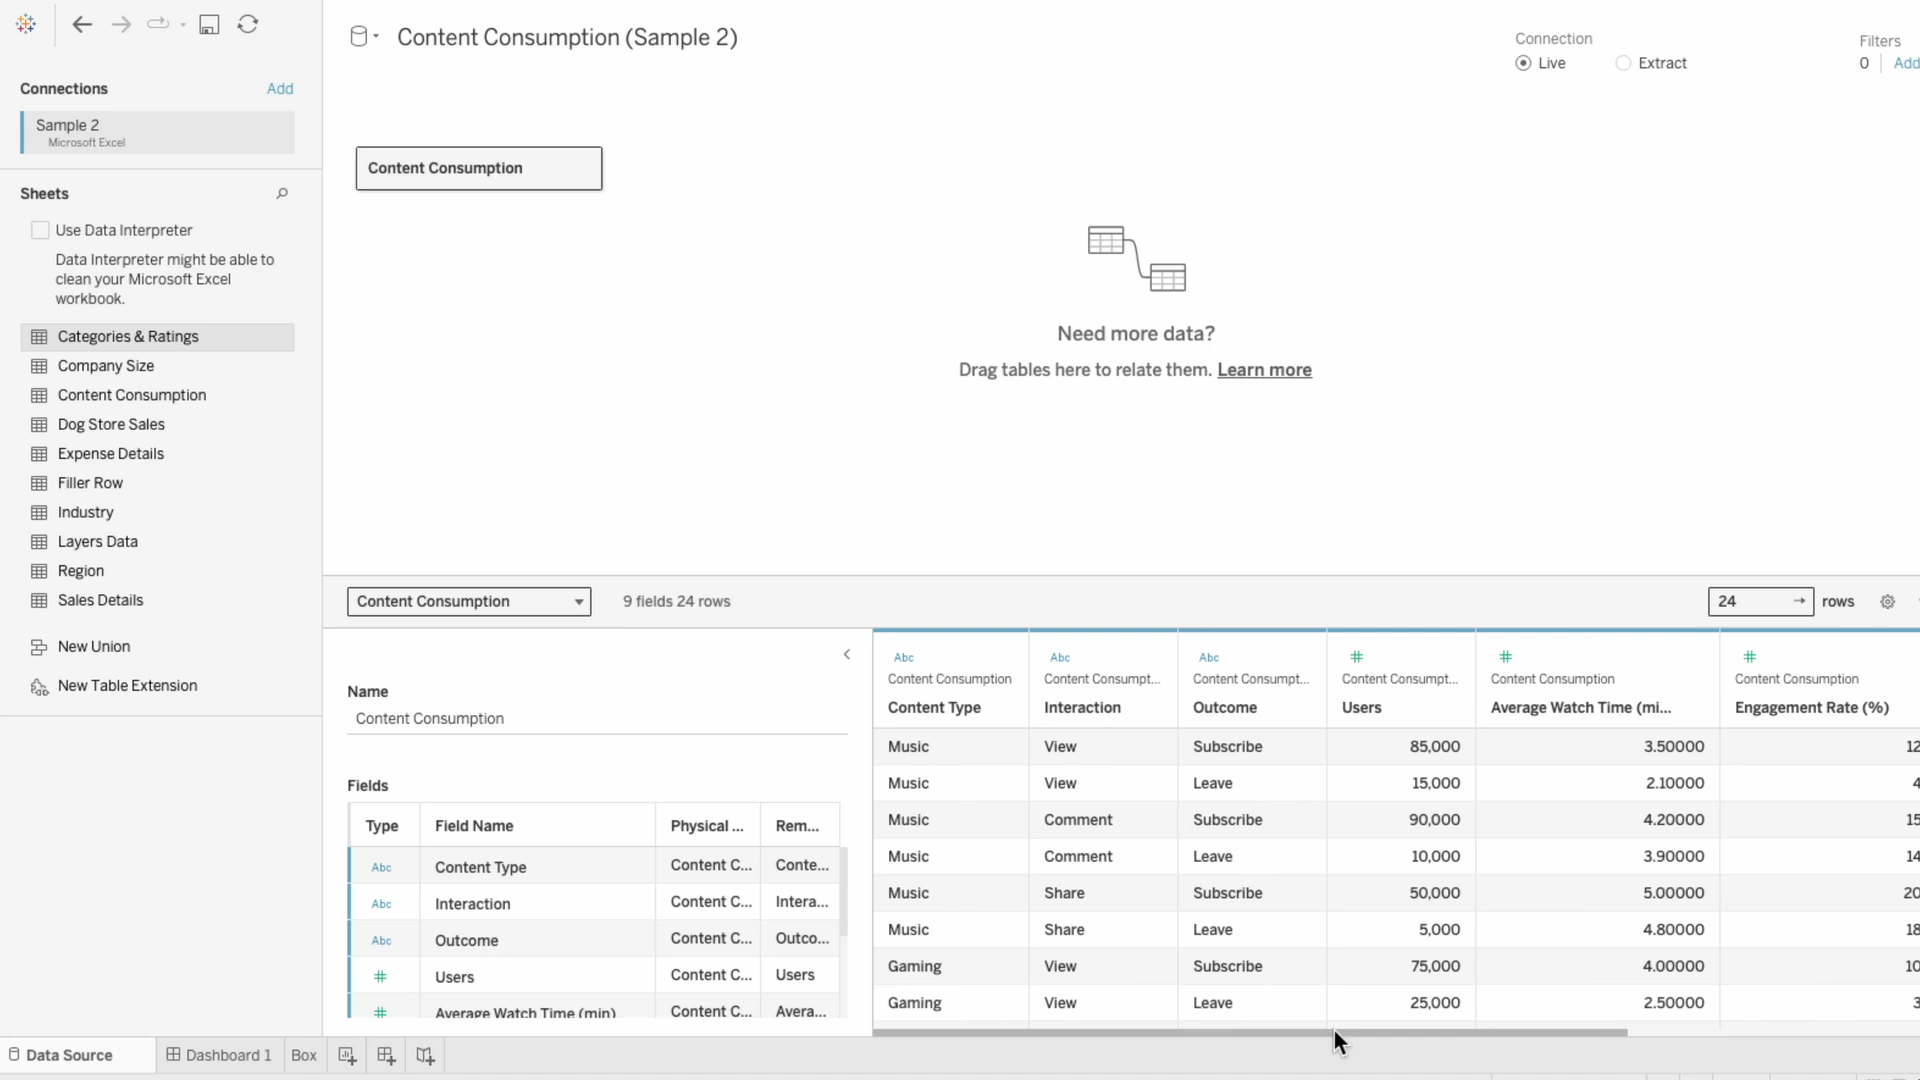 Content Consumption (Sample 2)
Connection
Live
Extract
Filters
0
Add
Connections
Add
Sample 2
Microsoft Excel
Sheets
Use Data Interpreter
Data Interpreter might be able to
clean your Microsoft Excel
workbook.
Categories & Ratings
Company Size
Content Consumption
Dog Store Sales
Expense Details
Filler Row
Industry
Layers Data
Region
Sales Details
New Union
New Table Extension
Content Consumption
Need more data?
Drag tables here to relate them. Learn more
Content Consumption
9 fields 24 rows
24 → rows
Name
Content Consumption
Fields
Type Field Name Physical ... Rem...
Abc Content Type Content C... Conte...
Abc Interaction Content C... Intera...
Abc Outcome Content C... Outco...
# Users Content C... Users
# Average Watch Time (min) Content C... Avera...
Abc Abc Abc # # #
Content Consumption Content Consumpt... Content Consumpt... Content Consumpt... Content Consumption Content Consumption
Content Type Interaction Outcome Users Average Watch Time (mi... Engagement Rate (%)
Music View Subscribe 85,000 3.50000 12
Music View Leave 15,000 2.10000 4
Music Comment Subscribe 90,000 4.20000 15
Music Comment Leave 10,000 3.90000 14
Music Share Subscribe 50,000 5.00000 20
Music Share Leave 5,000 4.80000 18
Gaming View Subscribe 75,000 4.00000 10
Gaming View Leave 25,000 2.50000 3
Data Source Dashboard 1 Box